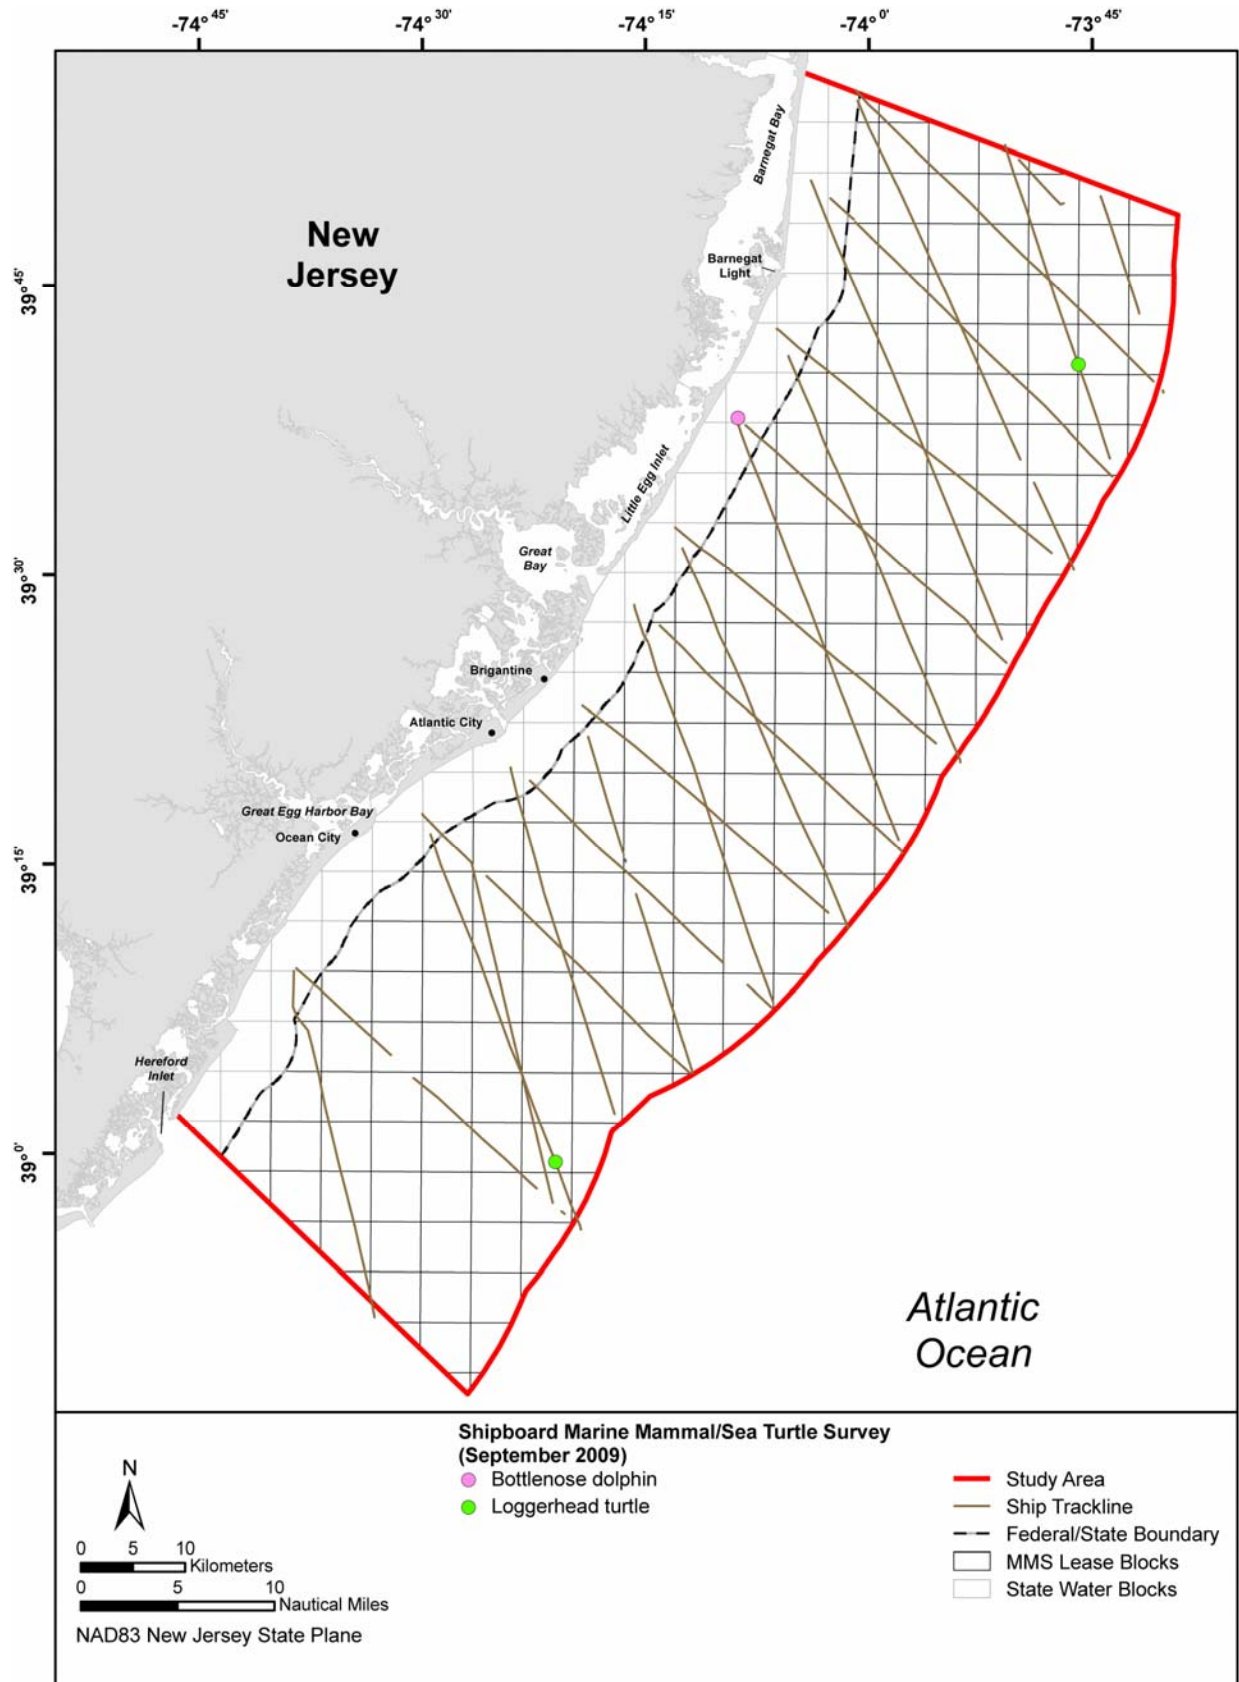 -74° 45'
-74° 30'
-74° 15'
-74° 0'
-73° 45'
Barnegat Bay
New
Jersey
Barnegat
Light
39° 45'
Little Egg Inlet
Great
Bay
39° 30'
Brigantine
Atlantic City
Great Egg Harbor Bay
Ocean City
39° 15'
Hereford
Inlet
39° 0'
Atlantic
Ocean
Shipboard Marine Mammal/Sea Turtle Survey
(September 2009)
Bottlenose dolphin
Loggerhead turtle
Study Area
Ship Trackline
Federal/State Boundary
MMS Lease Blocks
State Water Blocks
N
0 5 10
Kilometers
0 5 10
Nautical Miles
NAD83 New Jersey State Plane